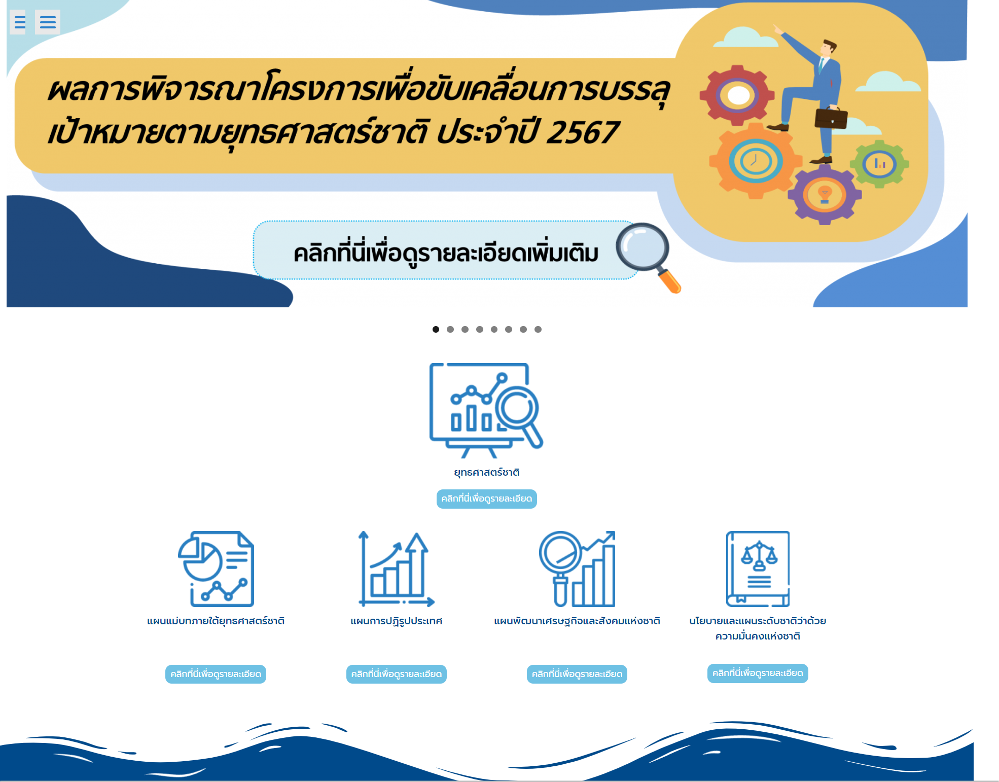 ผลการพิจารณาโครงการเพื่อขับเคลื่อนการบรรลุ
เป้าหมายตามยุทธศาสตร์ชาติ ประจำปี 2567
คลิกที่นี่เพื่อดูรายละเอียดเพิ่มเติม
ยุทธศาสตร์ชาติ
คลิกที่นี่เพื่อดูรายละเอียด
แผนแม่บทภายใต้ยุทธศาสตร์ชาติ
คลิกที่นี่เพื่อดูรายละเอียด
แผนการปฏิรูปประเทศ
คลิกที่นี่เพื่อดูรายละเอียด
แผนพัฒนาเศรษฐกิจและสังคมแห่งชาติ
คลิกที่นี่เพื่อดูรายละเอียด
นโยบายและแผนระดับชาติว่าด้วย
ความมั่นคงแห่งชาติ
คลิกที่นี่เพื่อดูรายละเอียด